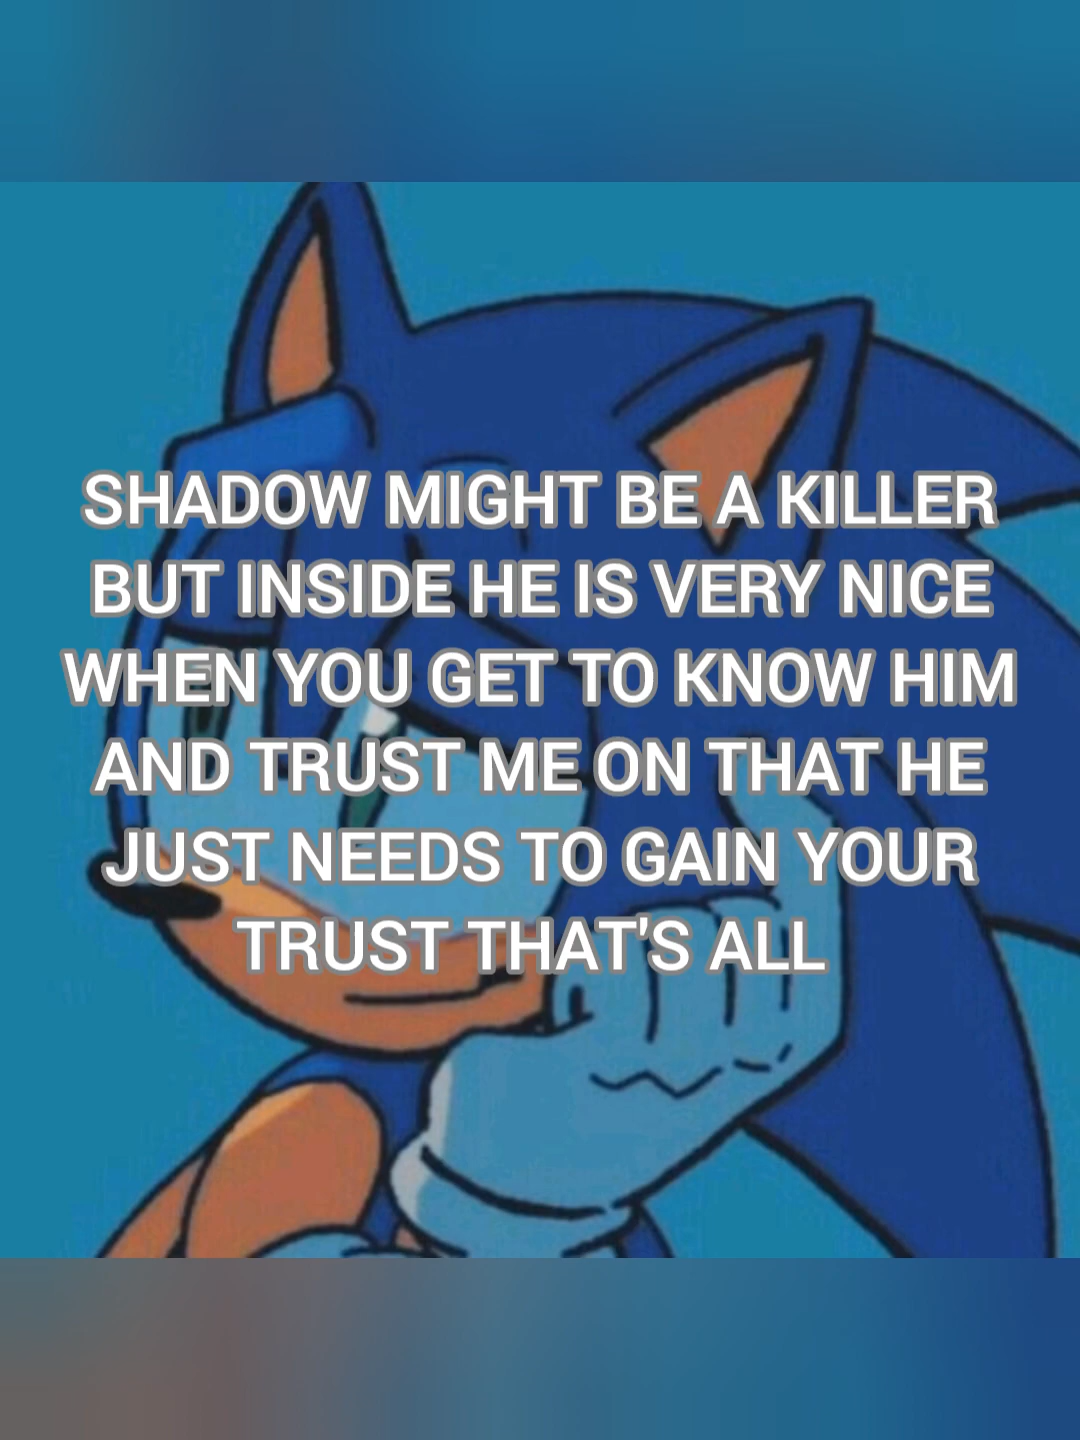 SHADOW MIGHT BE A KILLER
BUT INSIDE HE IS VERY NICE
WHEN YOU GET TO KNOW HIM
AND TRUST ME ON THAT HE
JUST NEEDS TO GAIN YOUR
TRUST THAT'S ALL